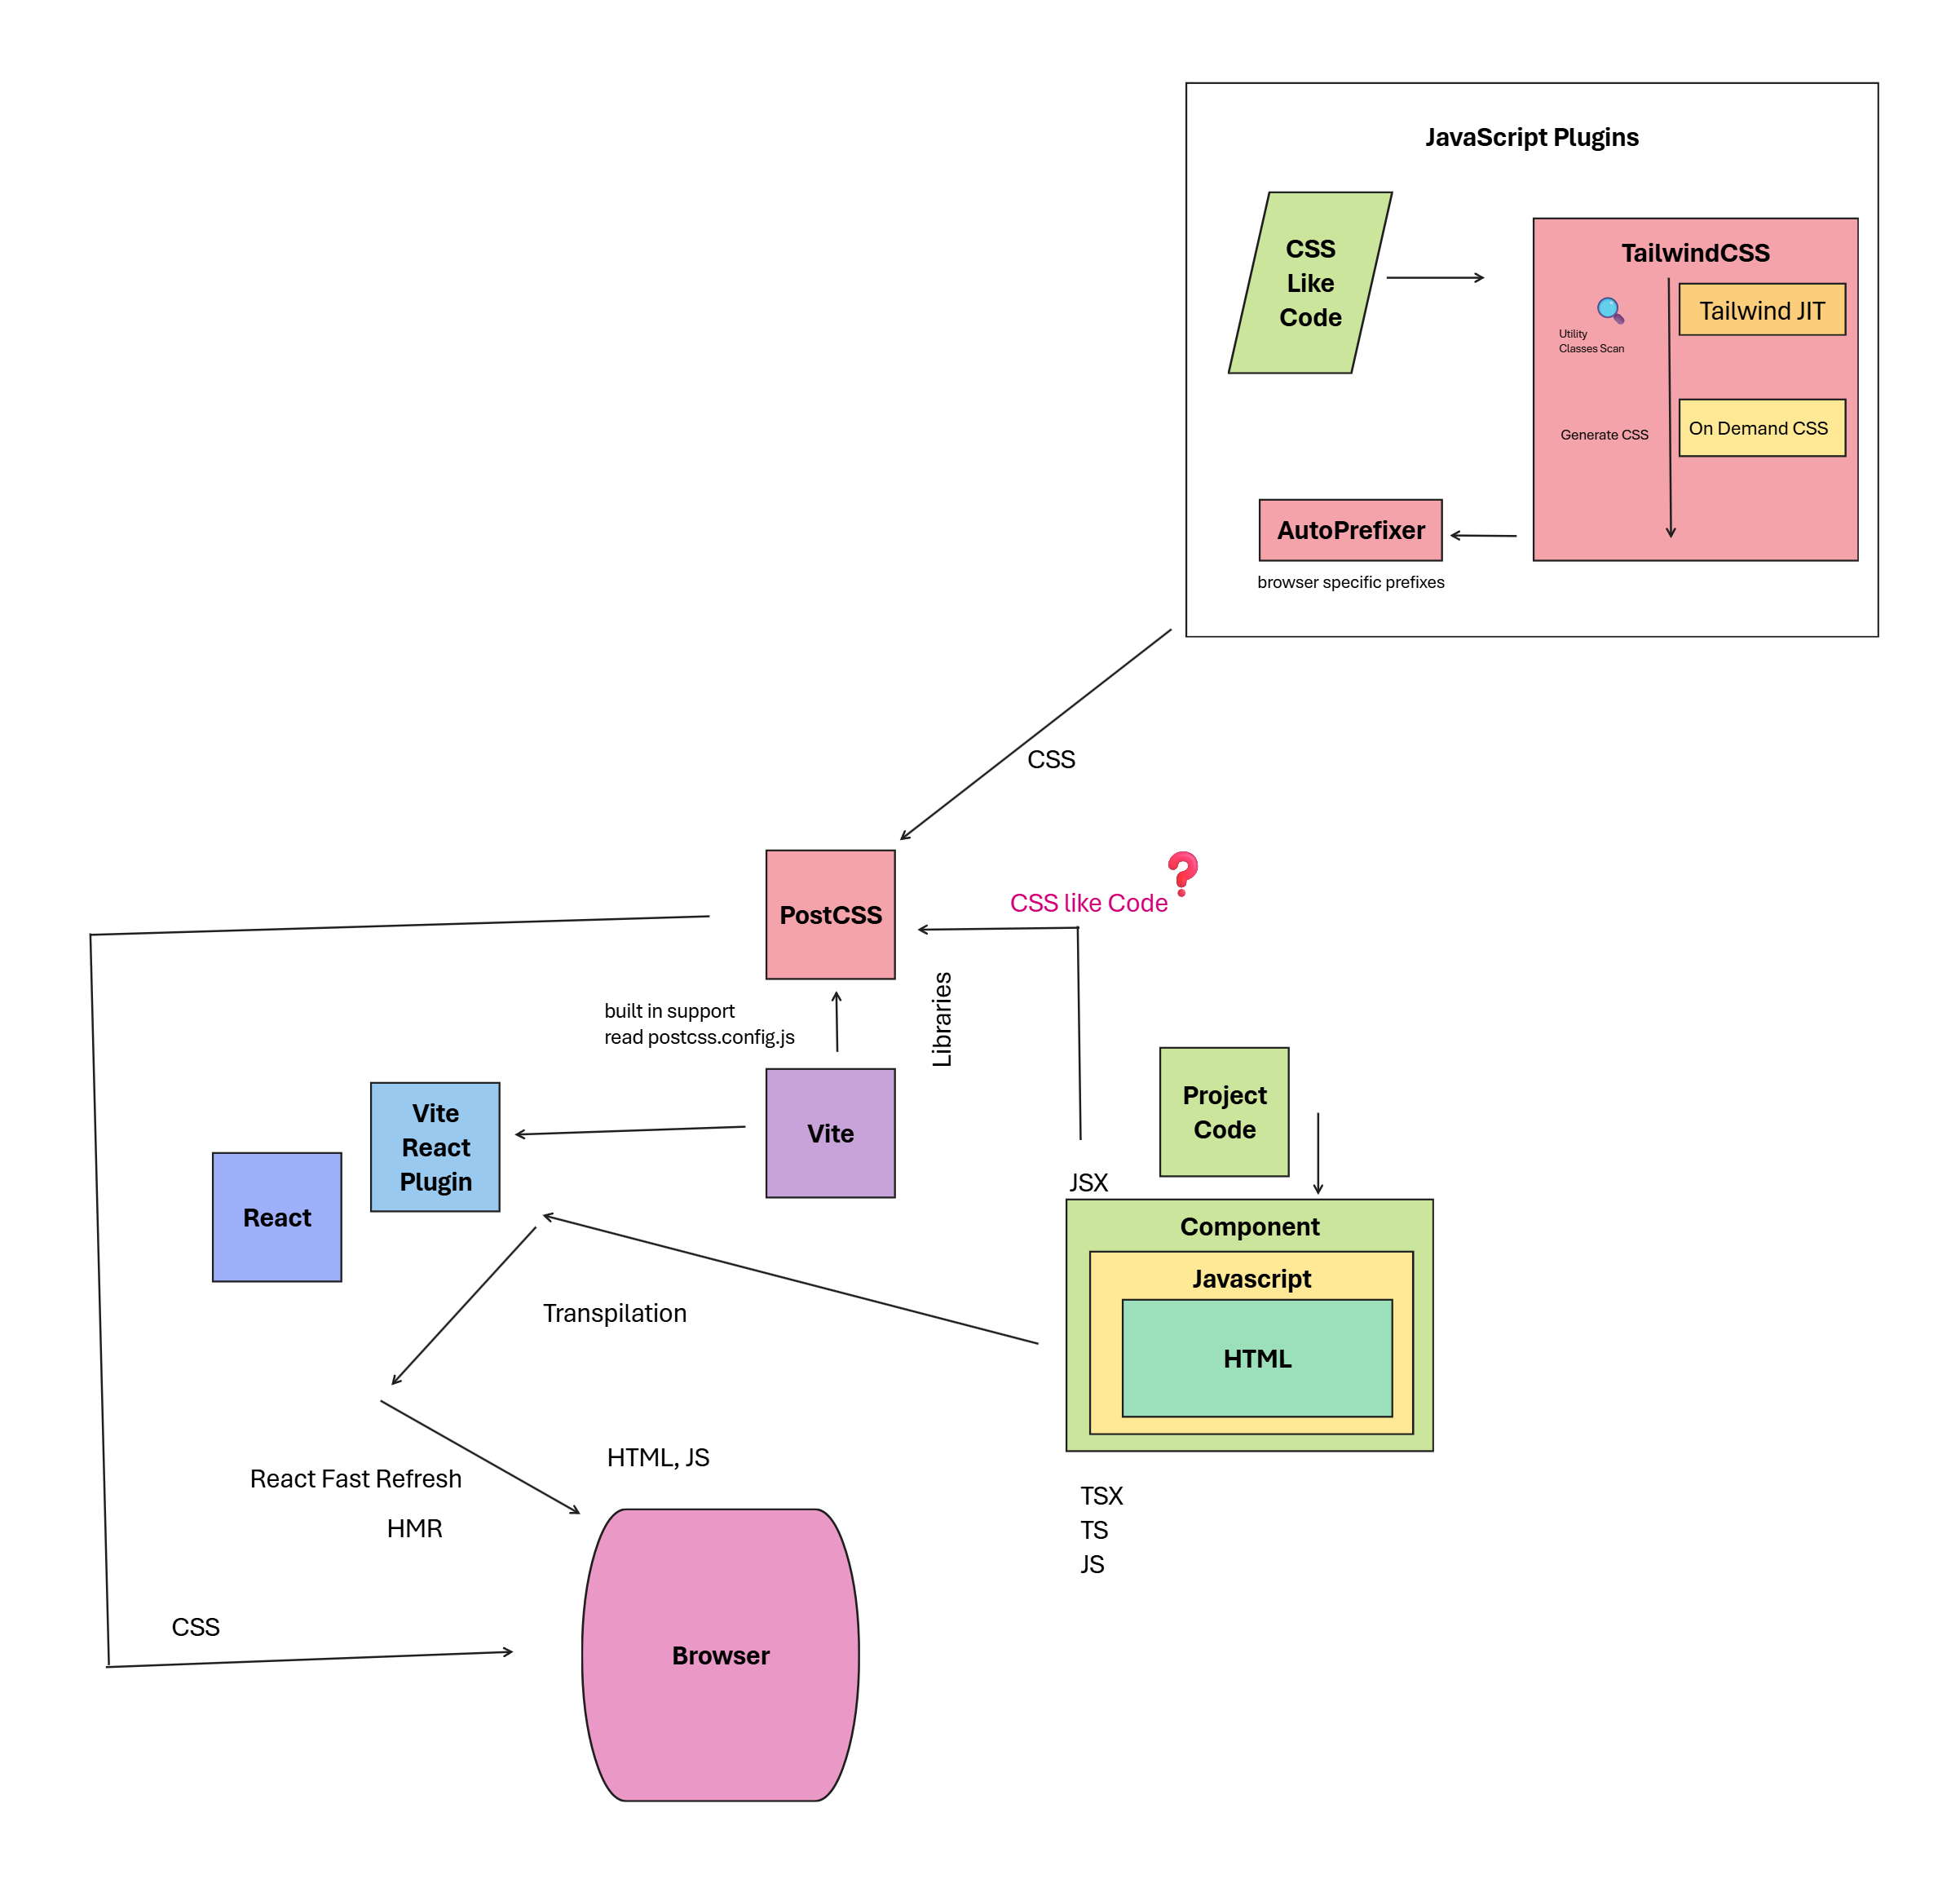 JavaScript Plugins
CSS
Like
Code
TailwindCSS
Tailwind JIT
Utility
Classes Scan
Generate CSS
On Demand CSS
AutoPrefixer
browser specific prefixes
CSS
PostCSS
CSS like Code
built in support
read postcss.config.js
Libraries
Vite
React
Plugin
Vite
Project
Code
React
JSX
Component
Javascript
HTML
Transpilation
HTML, JS
React Fast Refresh
HMR
TSX
TS
JS
CSS
Browser